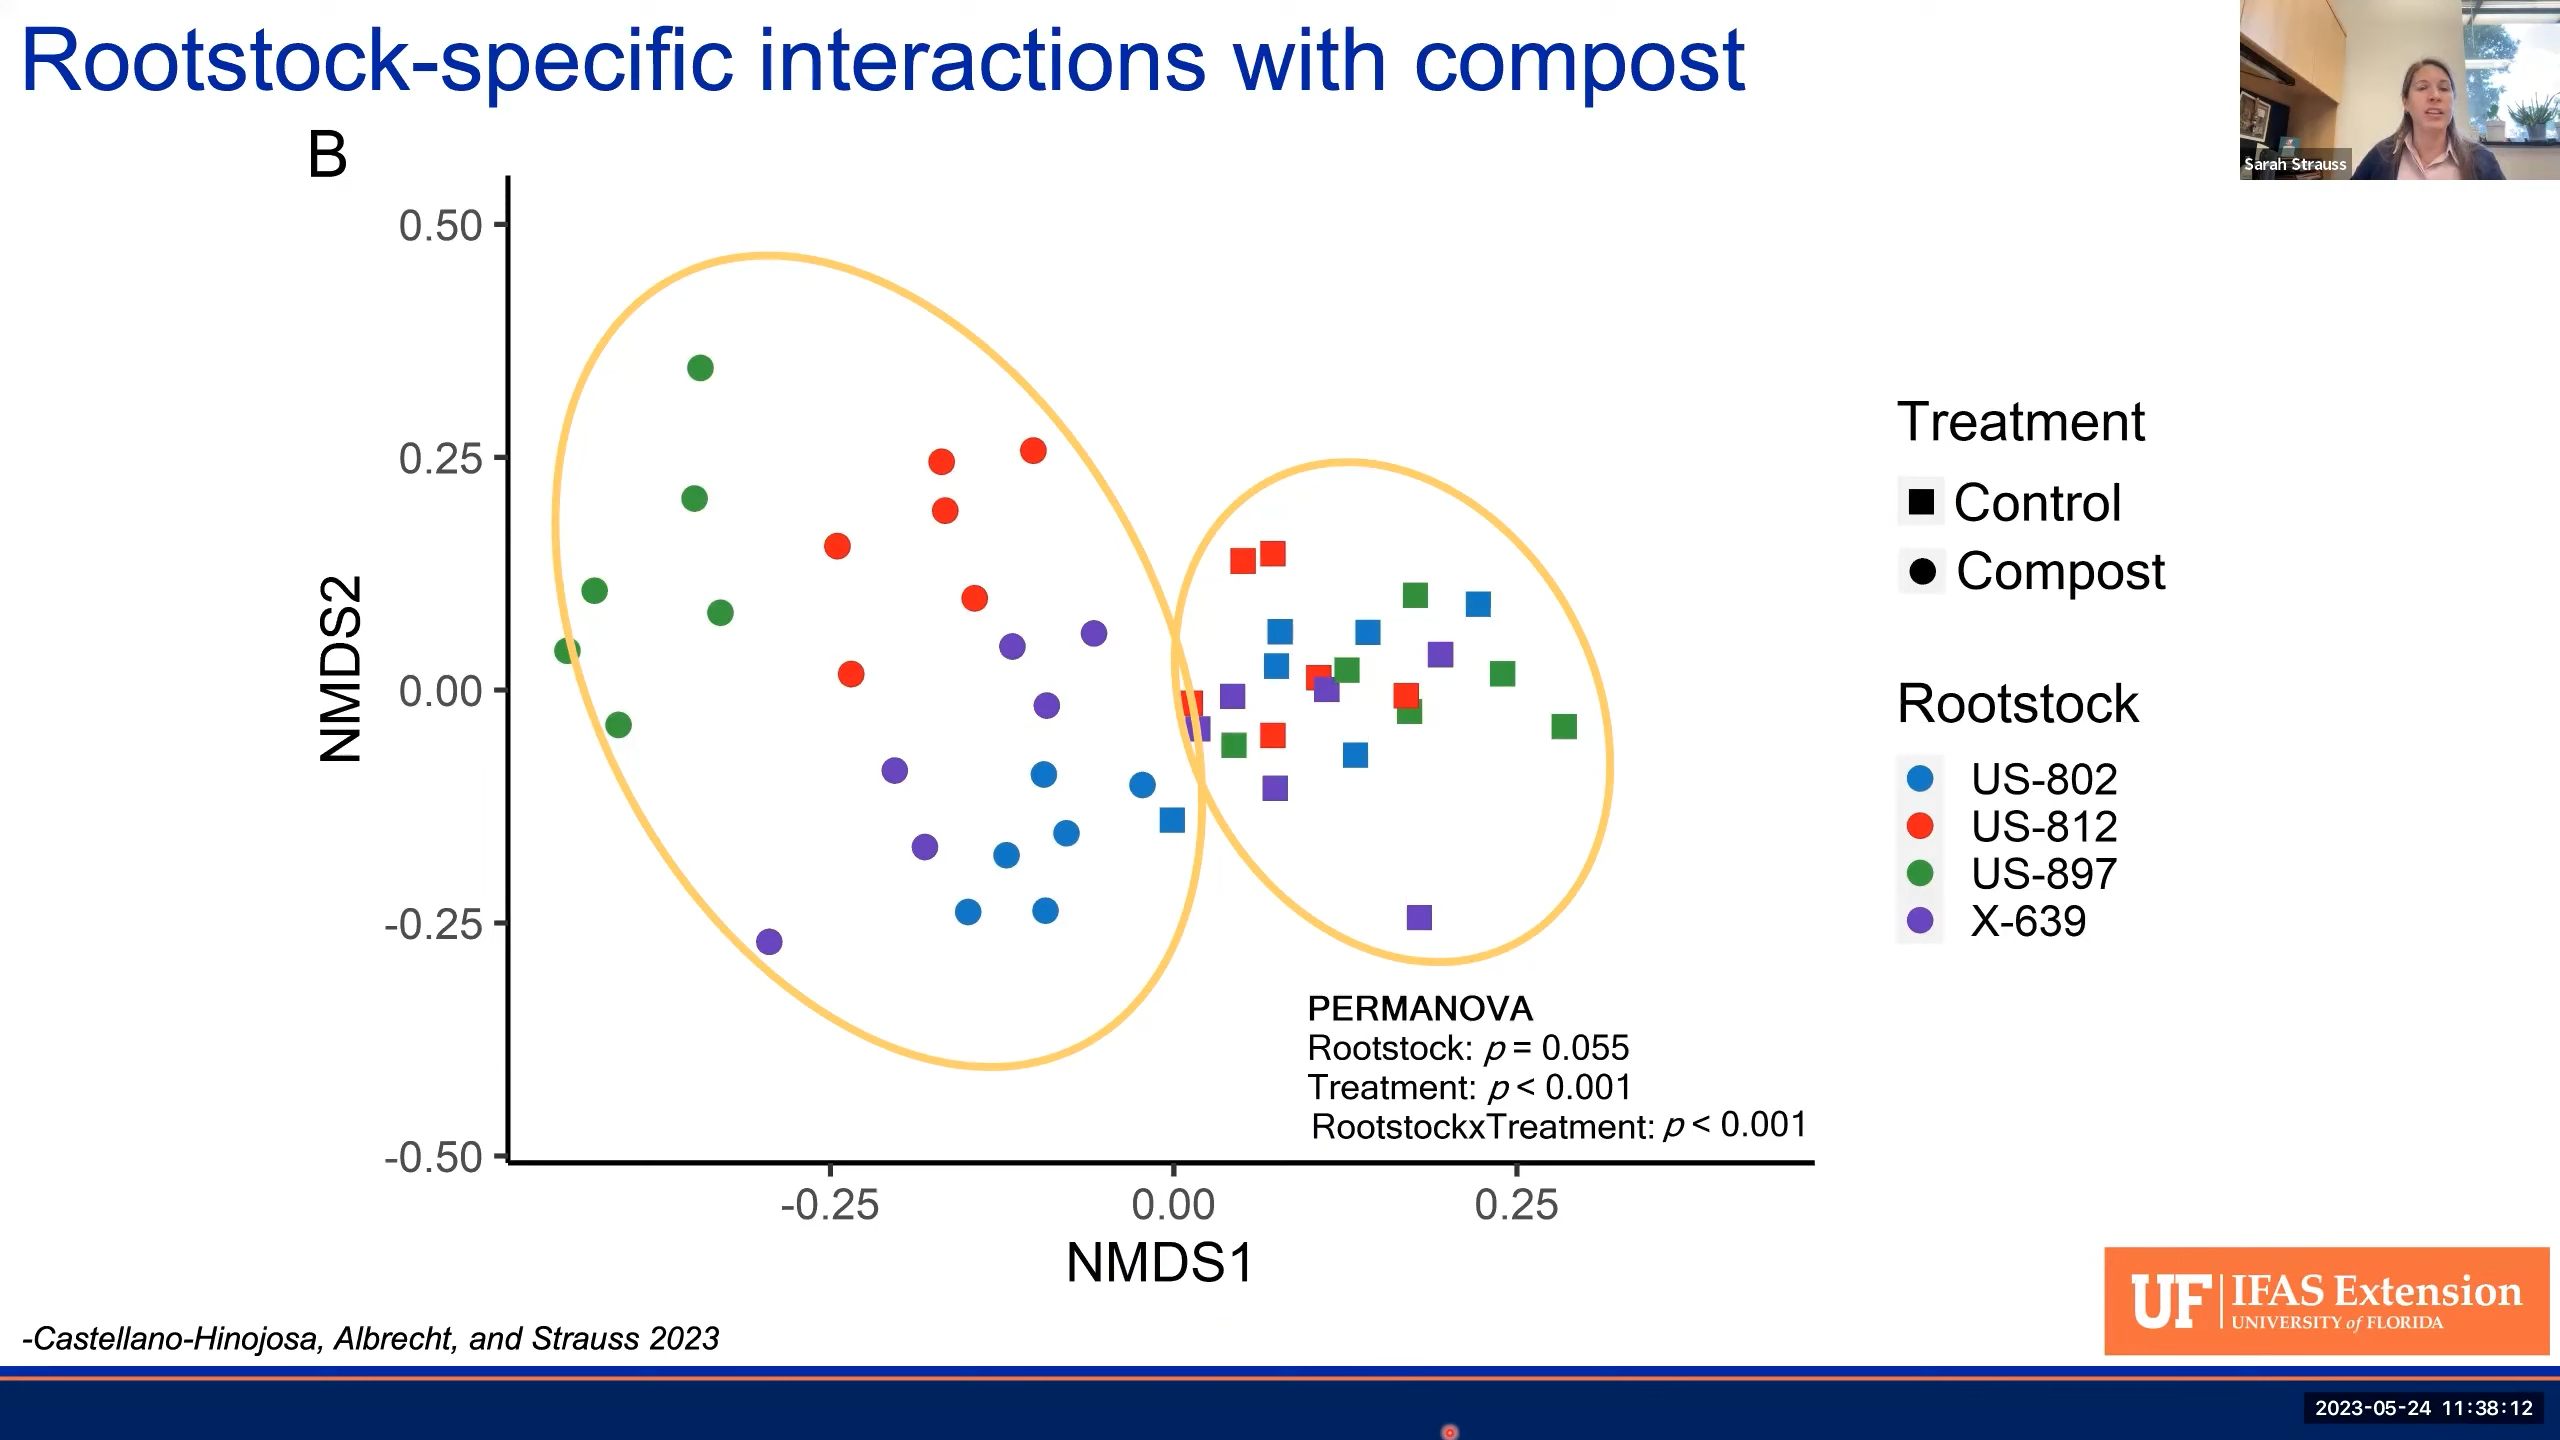 Rootstock-specific interactions with compost
Sarah Strauss
B
0.50
0.25
0.00
-0.25
-0.50
NMDS2
-0.25
0.00
0.25
NMDS1
Treatment
Control
Compost
Rootstock
US-802
US-812
US-897
X-639
PERMANOVA
Rootstock: p = 0.055
Treatment: p < 0.001
RootstockxTreatment: p < 0.001
UF IFAS Extension
UNIVERSITY of FLORIDA
-Castellano-Hinojosa, Albrecht, and Strauss 2023
2023-05-24 11:38:12